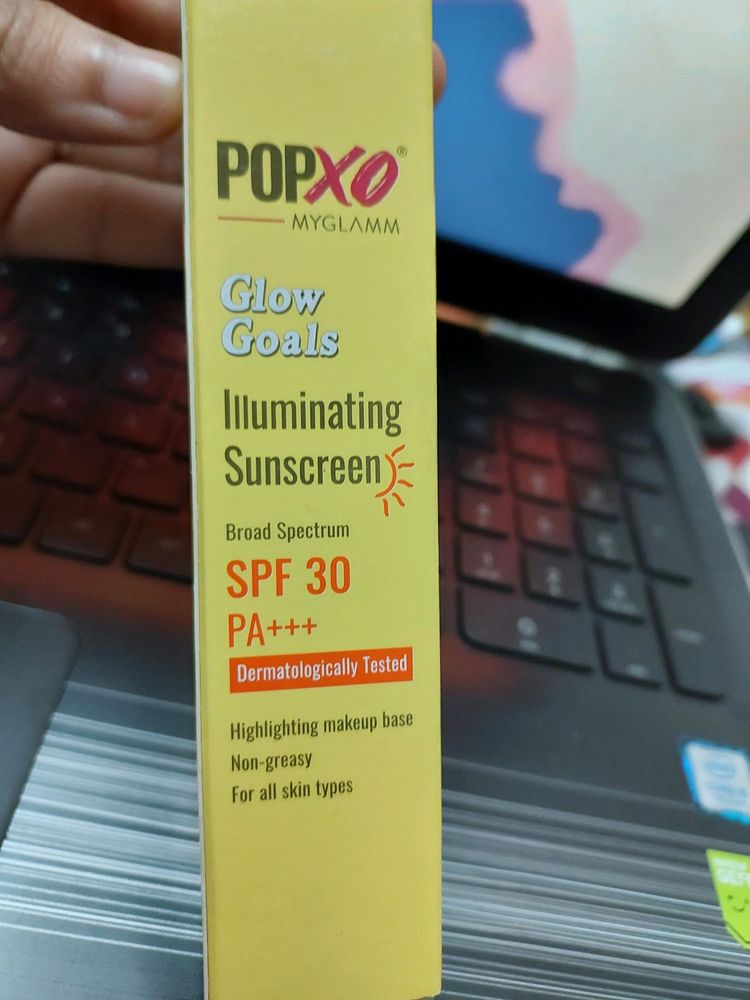 POPXO®
MYGLAMM
Glow
Goals
Illuminating
Sunscreen
Broad Spectrum
SPF 30
PA+++
Dermatologically Tested
Highlighting makeup base
Non-greasy
For all skin types